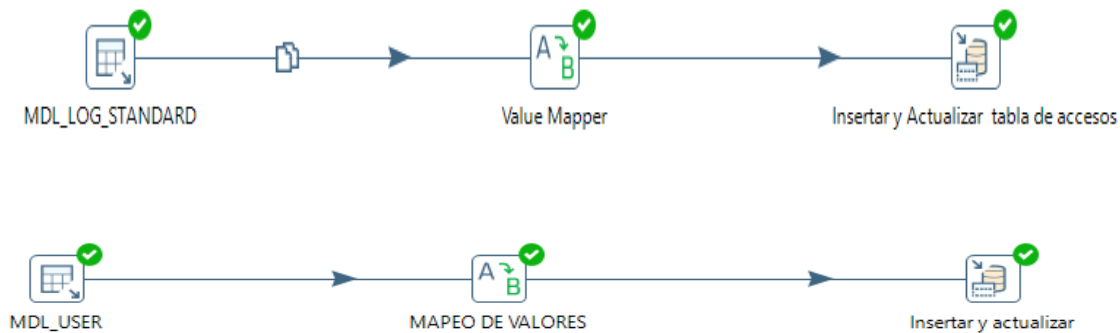 A
B
MDL_LOG_STANDARD
Value Mapper
Insertar y Actualizar tabla de accesos
A
B
MDL_USER
MAPEO DE VALORES
Insertar y actualizar